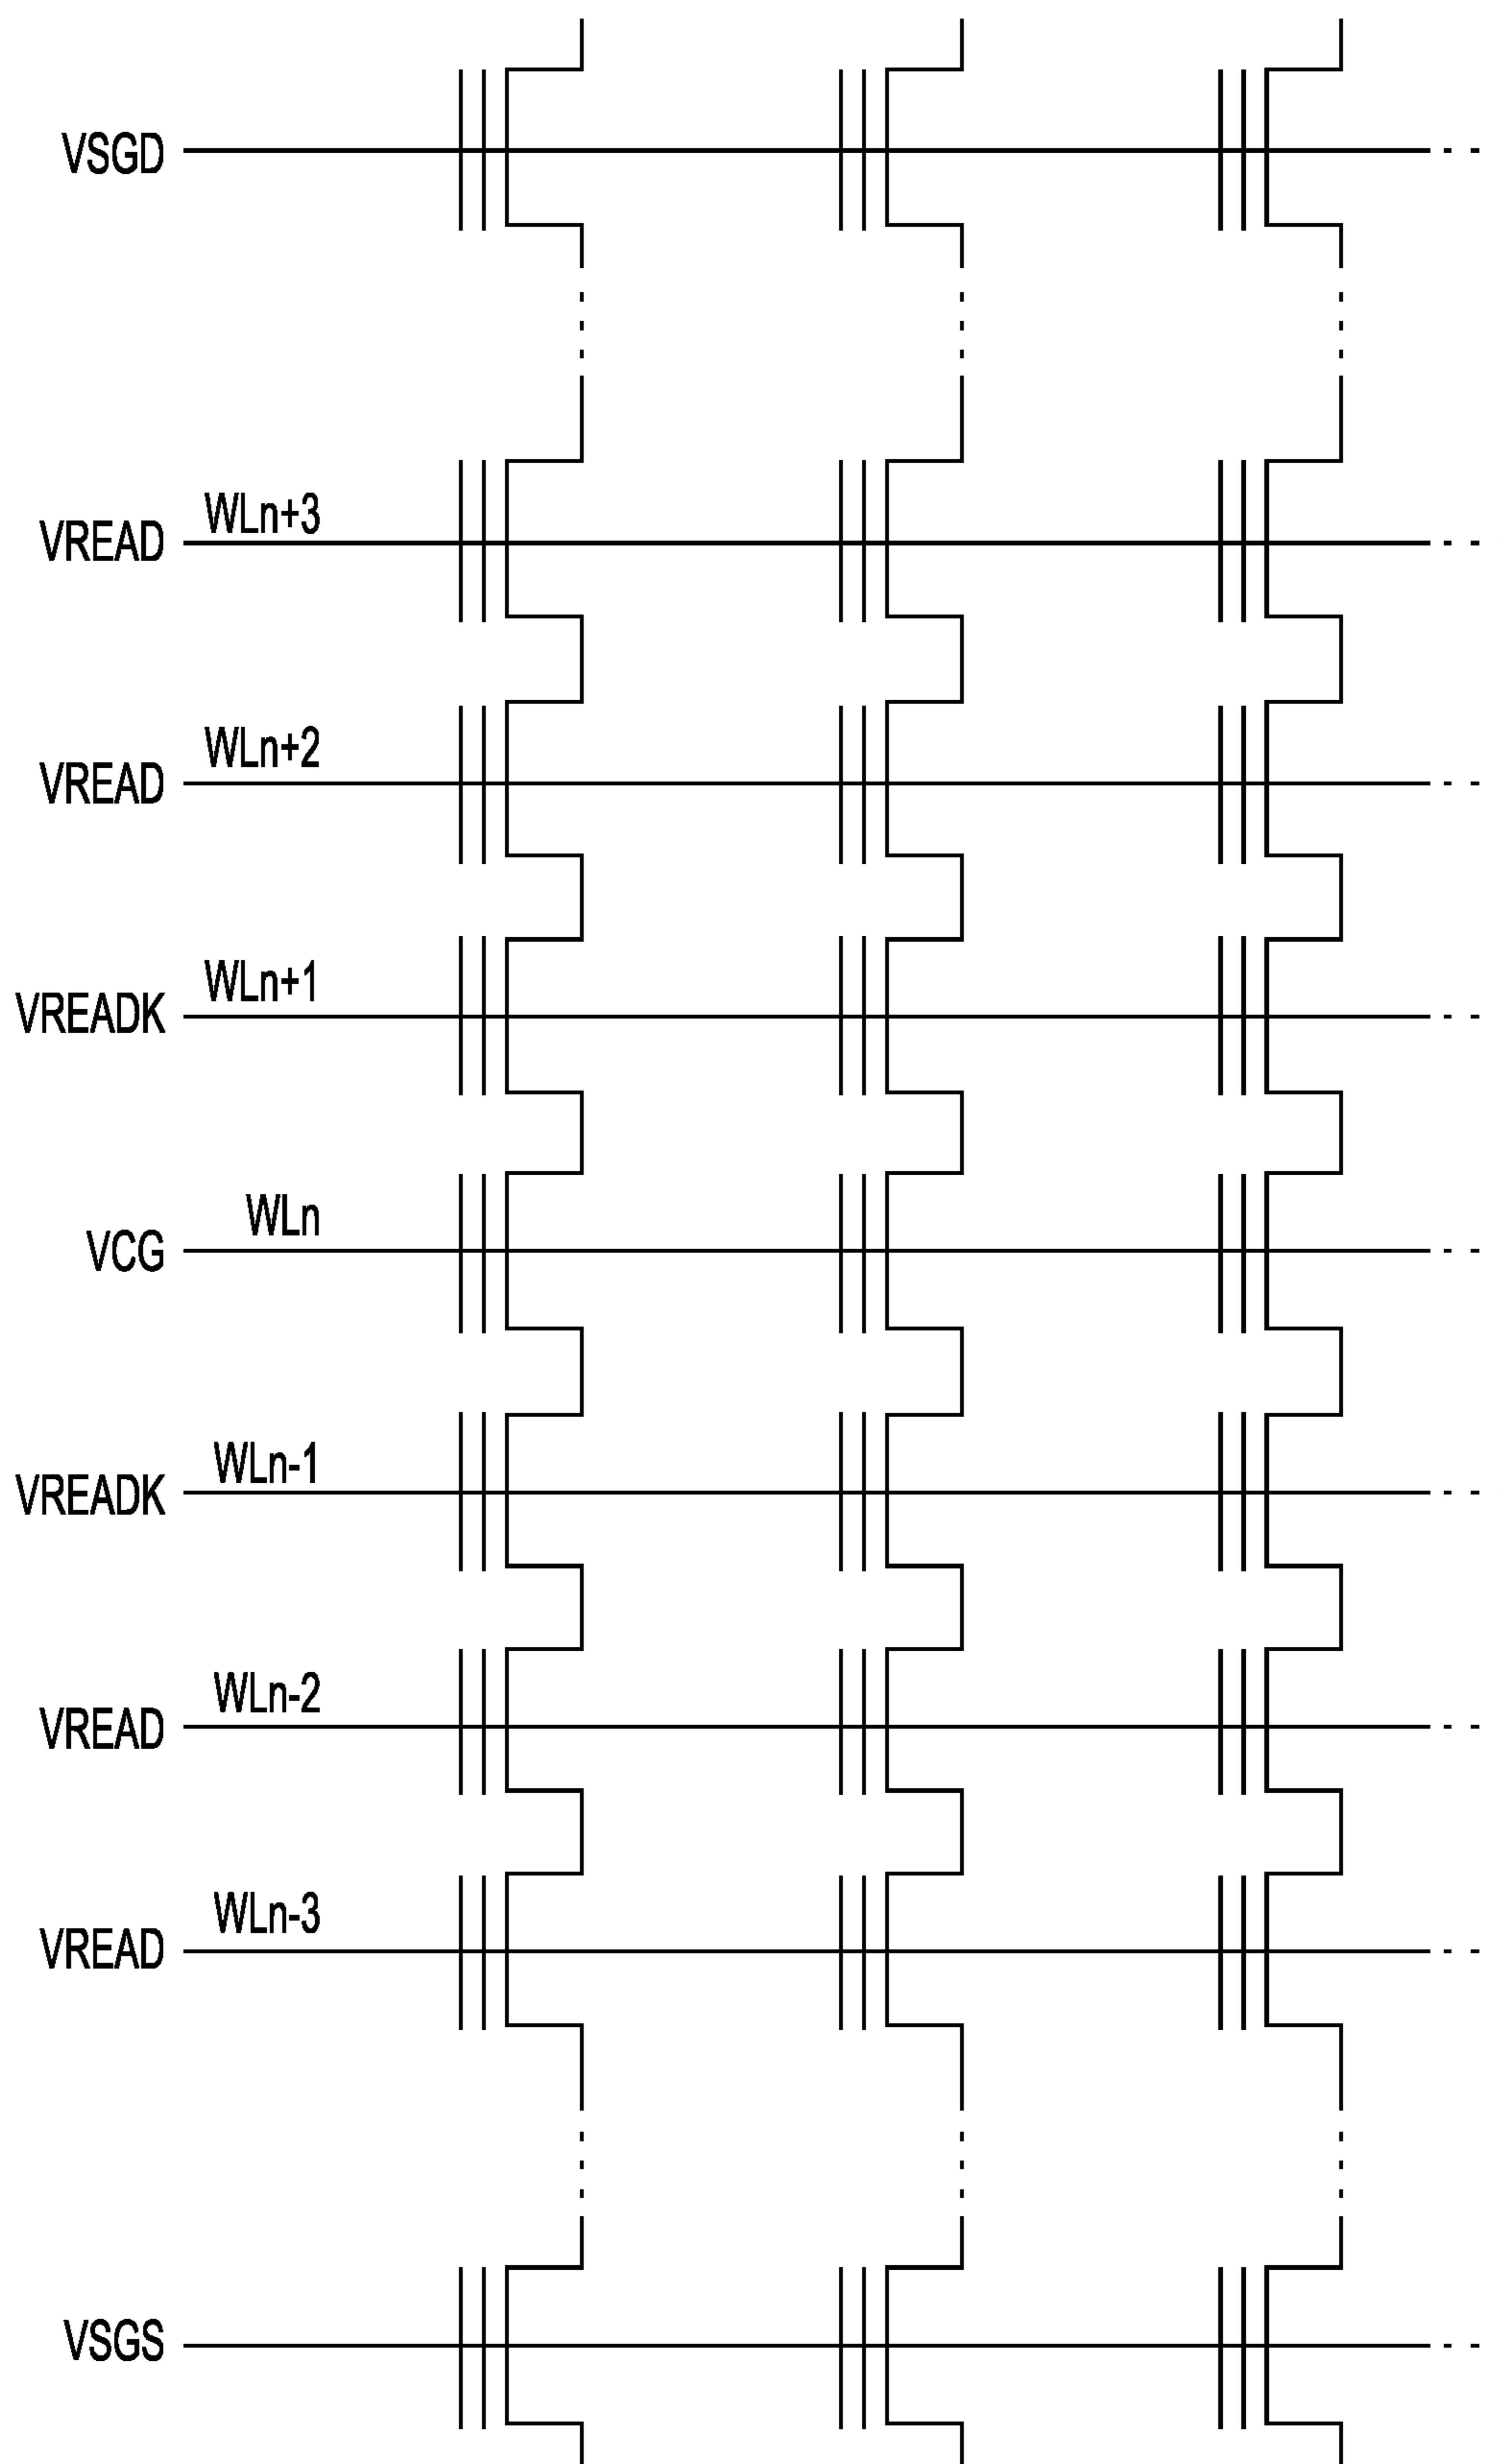 VSGD
WLn+3
VREAD
WLn+2
VREAD
WLn+1
VREADK
WLn
VCG
WLn-1
VREADK
WLn-2
VREAD
WLn-3
VREAD
VSGS